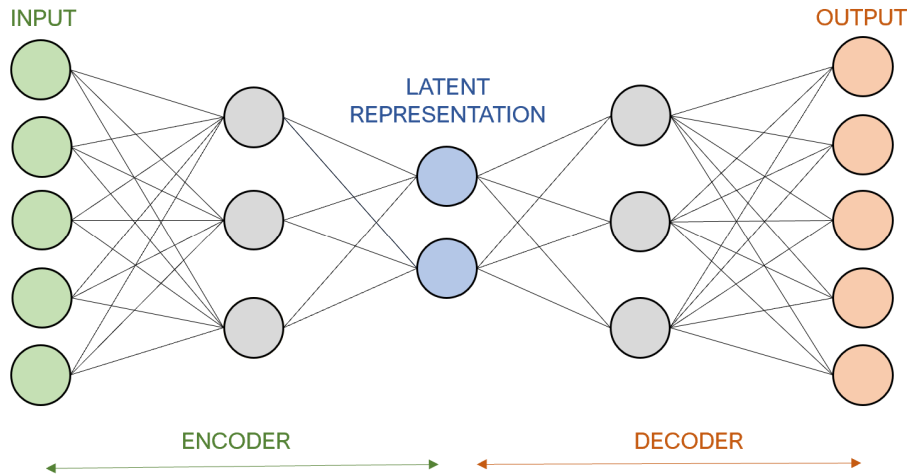 INPUT
OUTPUT
LATENT
REPRESENTATION
ENCODER
DECODER